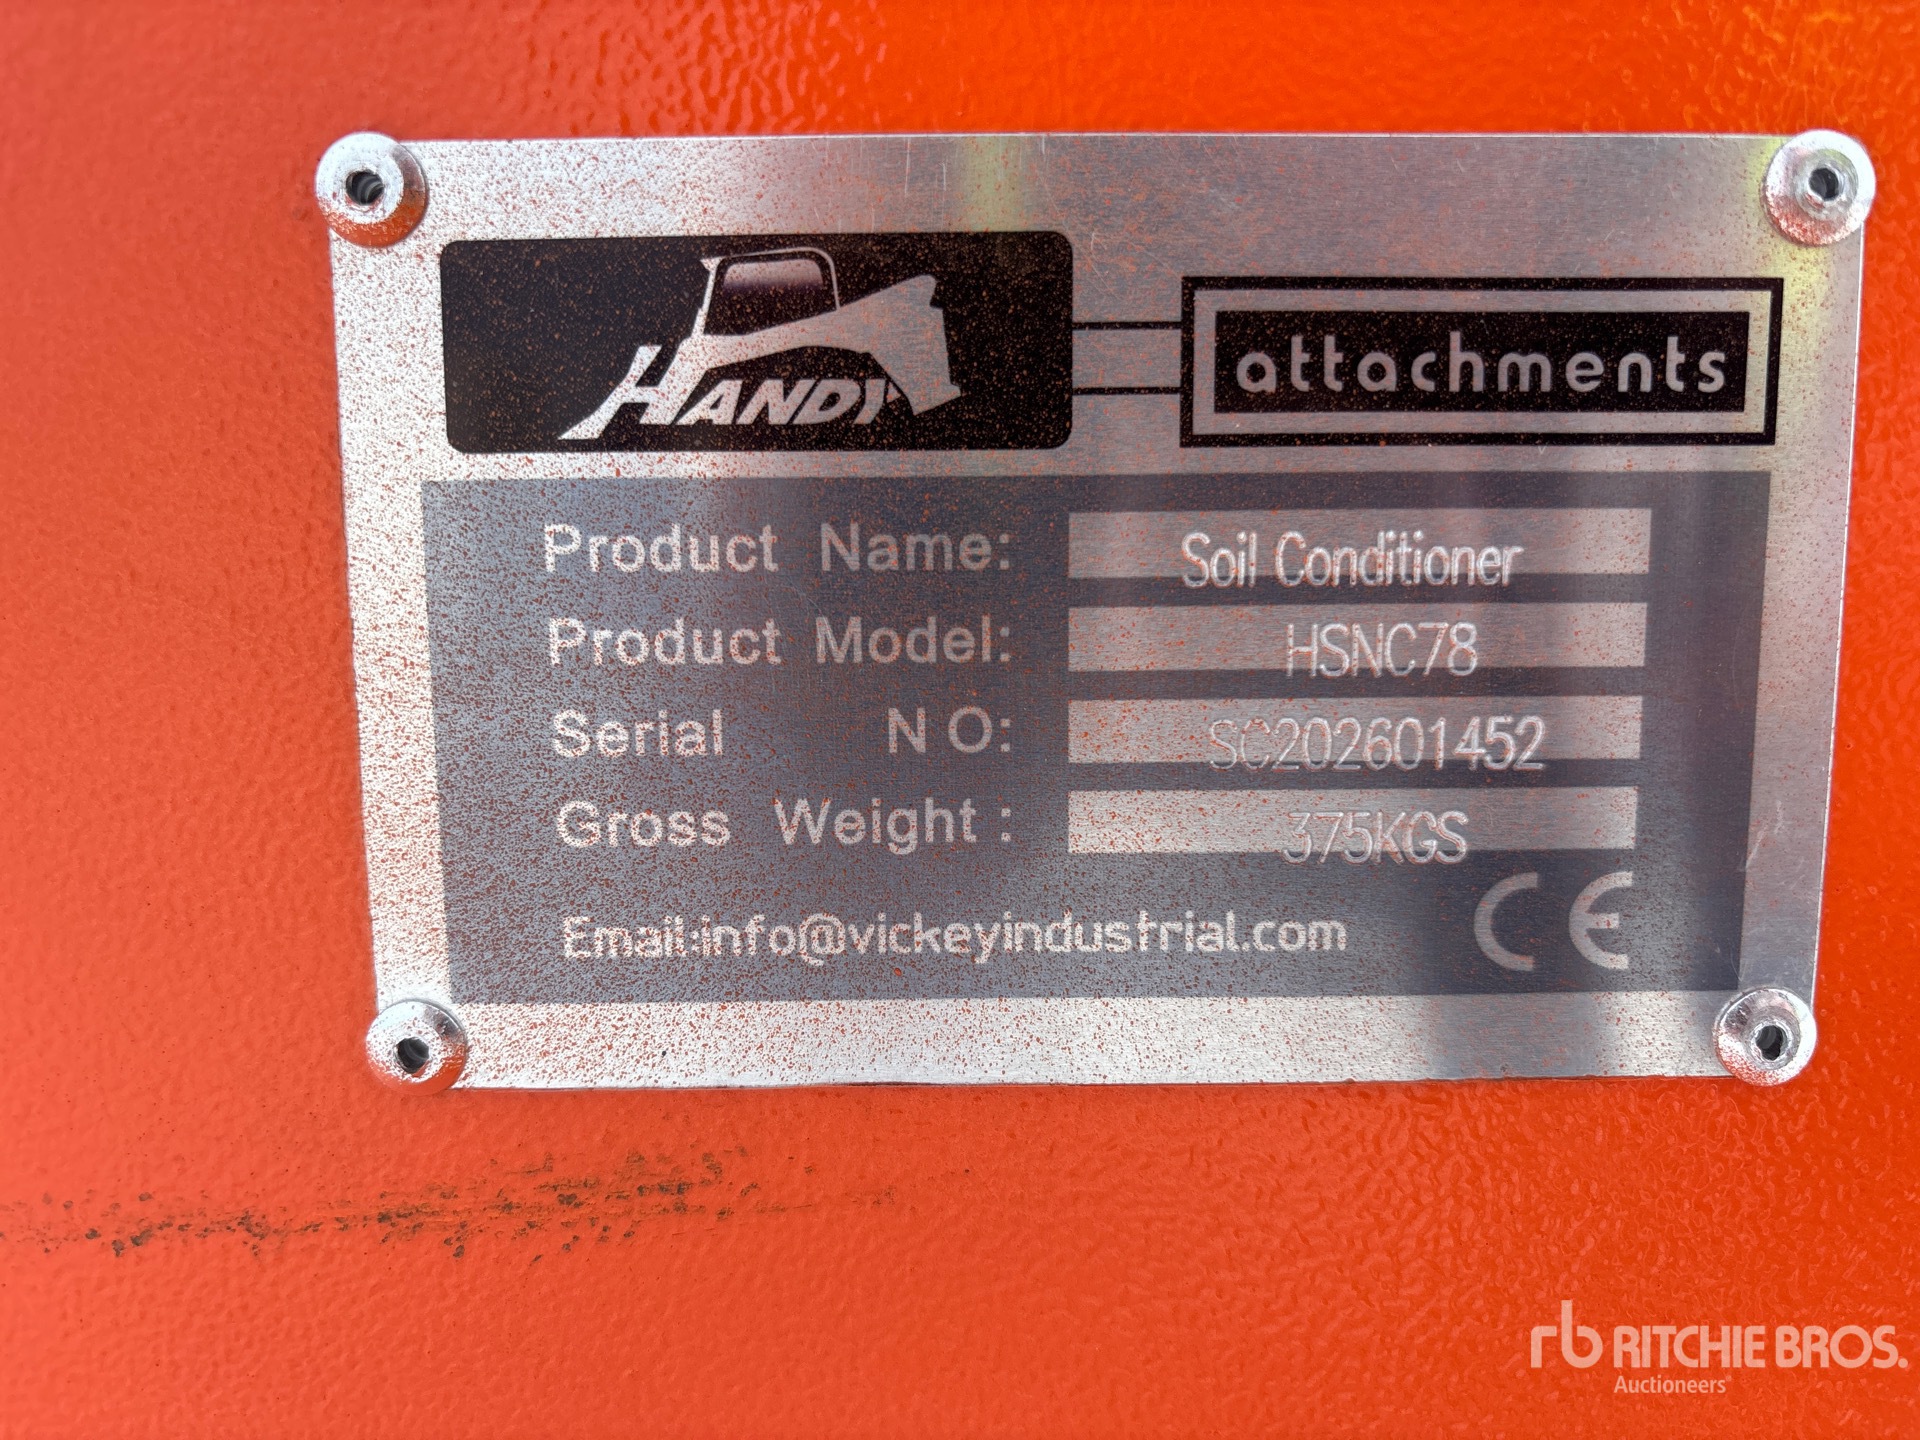 HANDY
attachments
Product Name: Soil Conditioner
Product Model: HSNC78
Serial NO: SC202601452
Gross Weight: 375KGS
Email:info@vickeyindustrial.com
CE
rb RITCHIE BROS.
Auctioneers